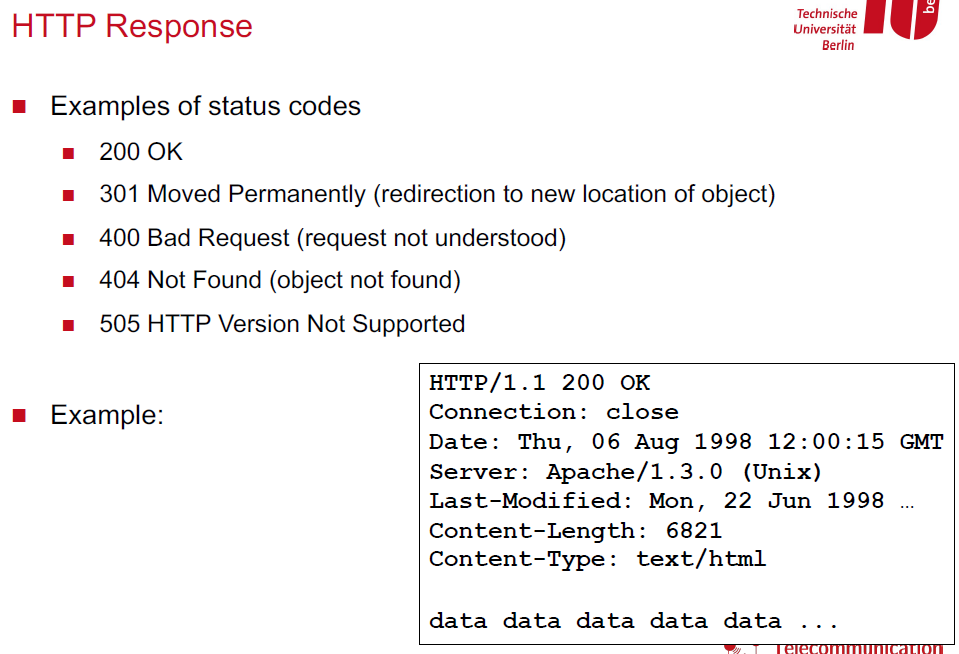 HTTP Response
Technische
Universität
Berlin
be
Examples of status codes
200 OK
301 Moved Permanently (redirection to new location of object)
400 Bad Request (request not understood)
404 Not Found (object not found)
505 HTTP Version Not Supported
Example:
HTTP/1.1 200 OK
Connection: close
Date: Thu, 06 Aug 1998 12:00:15 GMT
Server: Apache/1.3.0 (Unix)
Last-Modified: Mon, 22 Jun 1998 …
Content-Length: 6821
Content-Type: text/html
data data data data data ...
Telecommunication